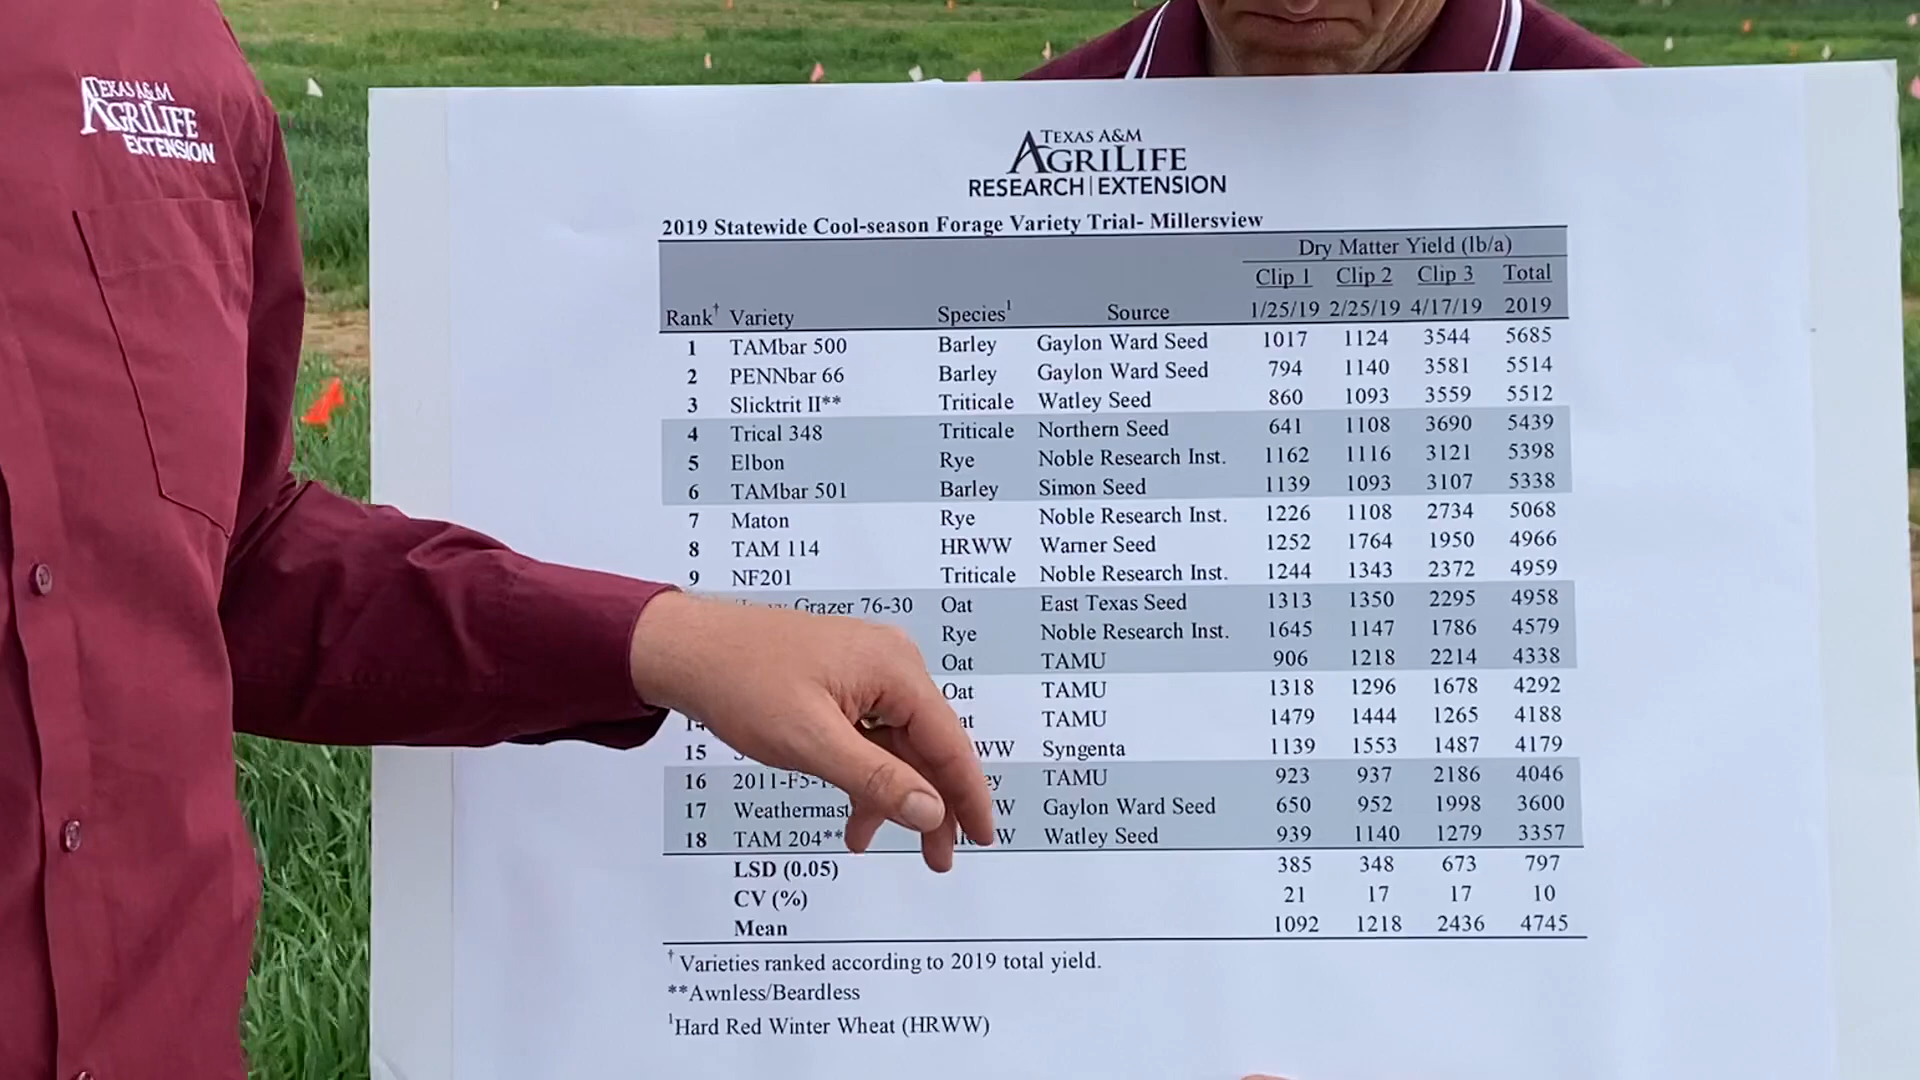 TEXAS A&M
AGRILIFE
EXTENSION
TEXAS A&M
AGRILIFE
RESEARCH | EXTENSION
2019 Statewide Cool-season Forage Variety Trial- Millersview
Dry Matter Yield (lb/a)
Clip 1 Clip 2 Clip 3 Total
Rank† Variety Species¹ Source 1/25/19 2/25/19 4/17/19 2019
1 TAMbar 500 Barley Gaylon Ward Seed 1017 1124 3544 5685
2 PENNbar 66 Barley Gaylon Ward Seed 794 1140 3581 5514
3 Slicktrit II** Triticale Watley Seed 860 1093 3559 5512
4 Trical 348 Triticale Northern Seed 641 1108 3690 5439
5 Elbon Rye Noble Research Inst. 1162 1116 3121 5398
6 TAMbar 501 Barley Simon Seed 1139 1093 3107 5338
7 Maton Rye Noble Research Inst. 1226 1108 2734 5068
8 TAM 114 HRWW Warner Seed 1252 1764 1950 4966
9 NF201 Triticale Noble Research Inst. 1244 1343 2372 4959
Grazer 76-30 Oat East Texas Seed 1313 1350 2295 4958
Rye Noble Research Inst. 1645 1147 1786 4579
Oat TAMU 906 1218 2214 4338
Oat TAMU 1318 1296 1678 4292
TAMU 1479 1444 1265 4188
15 Syngenta 1139 1553 1487 4179
16 TAMU 923 937 2186 4046
17 Gaylon Ward Seed 650 952 1998 3600
18 TAM 204** Watley Seed 939 1140 1279 3357
LSD (0.05) 385 348 673 797
CV (%) 21 17 17 10
Mean 1092 1218 2436 4745
† Varieties ranked according to 2019 total yield.
**Awnless/Beardless
¹Hard Red Winter Wheat (HRWW)